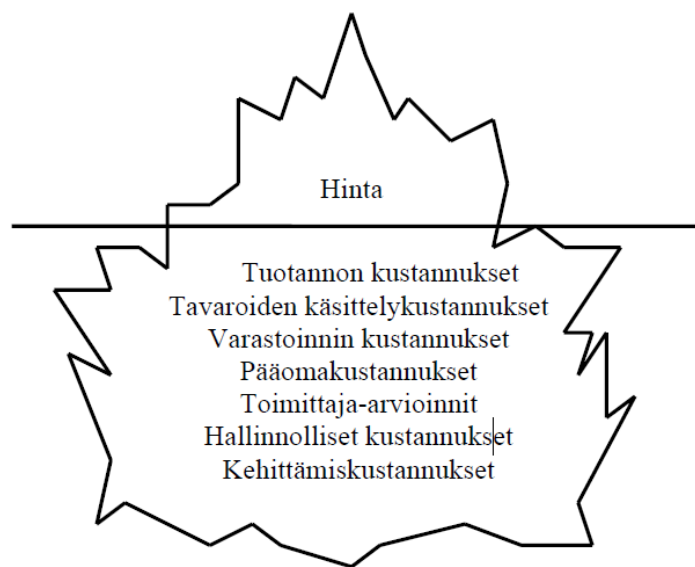 Hinta
Tuotannon kustannukset
Tavaroiden käsittelykustannukset
Varastoinnin kustannukset
Pääomakustannukset
Toimittaja-arvioinnit
Hallinnolliset kustannukset
Kehittämiskustannukset